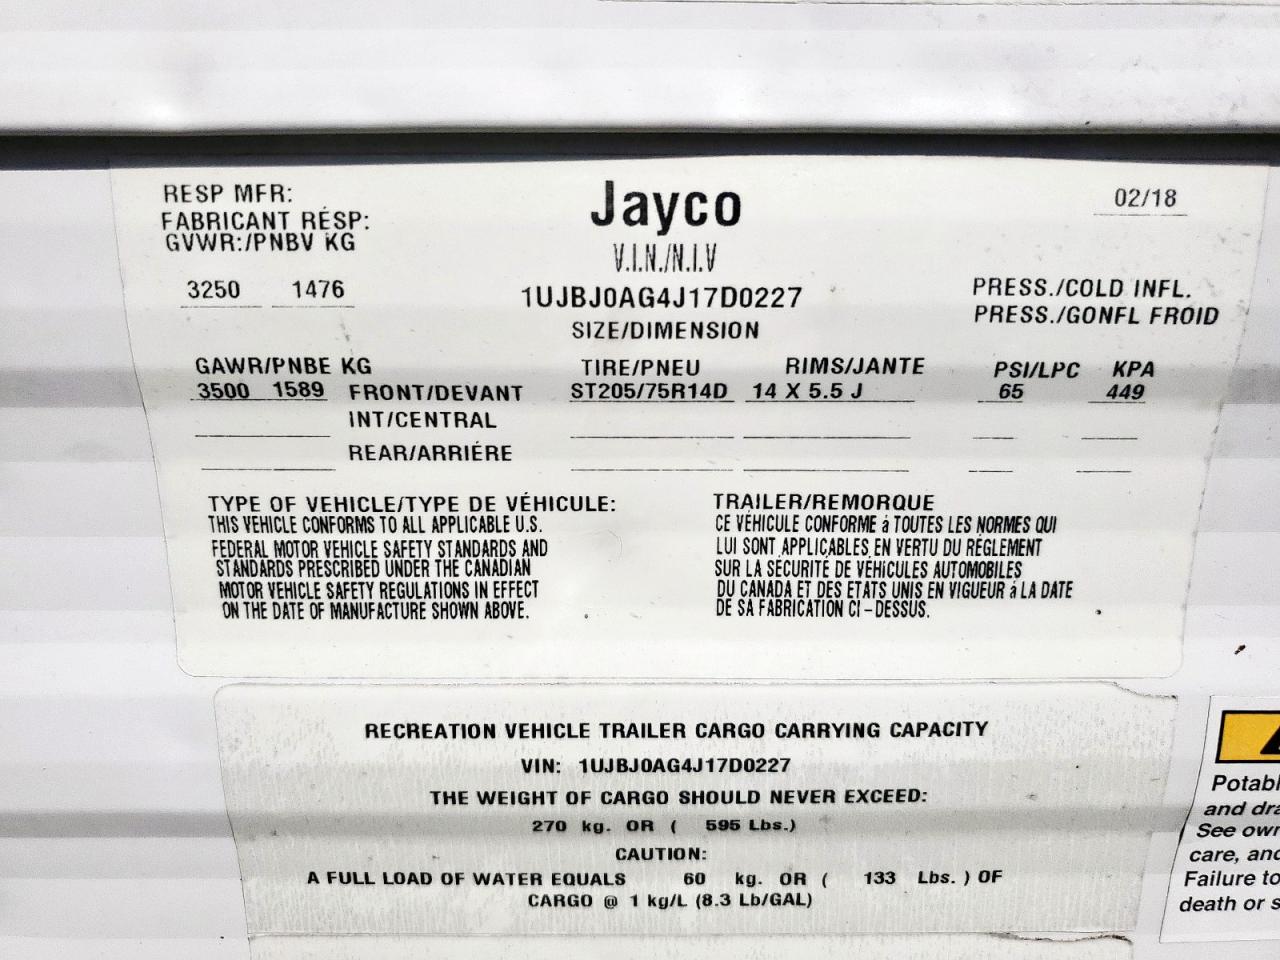 RESP MFR:
FABRICANT RÉSP:
GVWR:/PNBV KG
Jayco
02/18
V.I.N./N.I.V
3250 1476
1UJBJ0AG4J17D0227
PRESS./COLD INFL.
PRESS./GONFL FROID
SIZE/DIMENSION
GAWR/PNBE KG TIRE/PNEU RIMS/JANTE PSI/LPC KPA
3500 1589 FRONT/DEVANT ST205/75R14D 14 X 5.5 J 65 449
INT/CENTRAL
REAR/ARRIÉRE
TYPE OF VEHICLE/TYPE DE VÉHICULE: TRAILER/REMORQUE
THIS VEHICLE CONFORMS TO ALL APPLICABLE U.S.
FEDERAL MOTOR VEHICLE SAFETY STANDARDS AND
STANDARDS PRESCRIBED UNDER THE CANADIAN
MOTOR VEHICLE SAFETY REGULATIONS IN EFFECT
ON THE DATE OF MANUFACTURE SHOWN ABOVE.
CE VÉHICULE CONFORME à TOUTES LES NORMES QUI
LUI SONT APPLICABLES EN VERTU DU RÉGLEMENT
SUR LA SÉCURITÉ DE VÉHICULES AUTOMOBILES
DU CANADA ET DES ETATS UNIS EN VIGUEUR à LA DATE
DE SA FABRICATION CI-DESSUS.
RECREATION VEHICLE TRAILER CARGO CARRYING CAPACITY
VIN: 1UJBJ0AG4J17D0227
THE WEIGHT OF CARGO SHOULD NEVER EXCEED:
270 kg. OR ( 595 Lbs.)
CAUTION:
A FULL LOAD OF WATER EQUALS 60 kg. OR ( 133 Lbs. ) OF
CARGO @ 1 kg/L (8.3 Lb/GAL)
Potabl
and dra
See own
care, and
Failure to
death or s